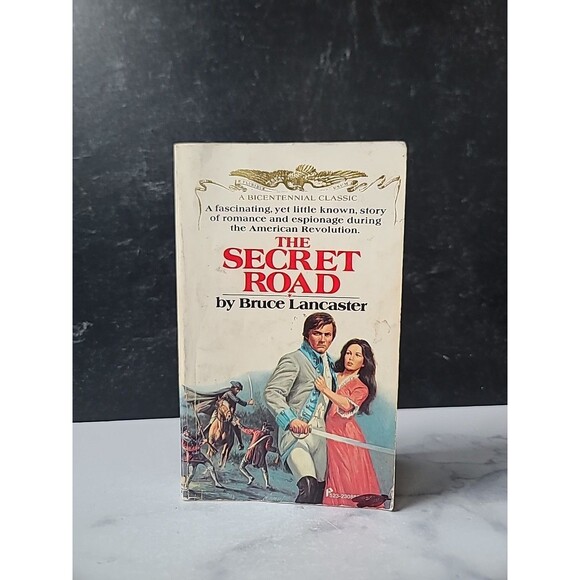 A BICENTENNIAL CLASSIC
A fascinating, yet little known, story
of romance and espionage during
the American Revolution.
THE
SECRET
ROAD
by Bruce Lancaster